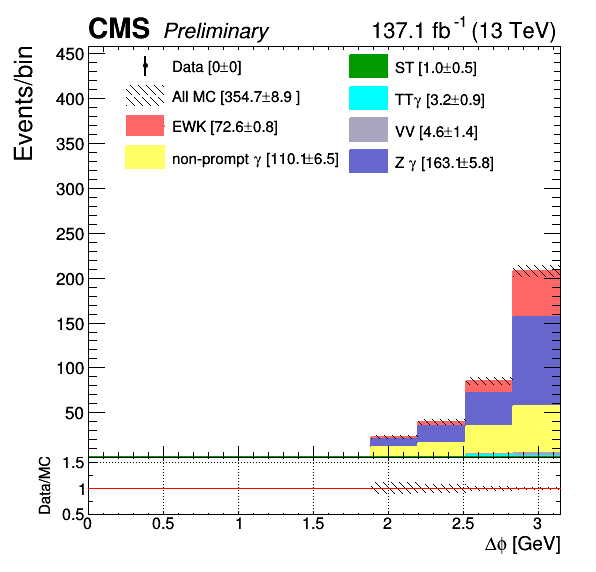 CMS Preliminary 137.1 fb⁻¹ (13 TeV)
Events/bin
450
400
350
300
250
200
150
100
50
Data [0±0]
All MC [354.7±8.9 ]
EWK [72.6±0.8]
non-prompt γ [110.1±6.5]
ST [1.0±0.5]
TTγ [3.2±0.9]
VV [4.6±1.4]
Z γ [163.1±5.8]
Data/MC
1.5
1
0.5
0 0.5 1 1.5 2 2.5 3
Δϕ [GeV]